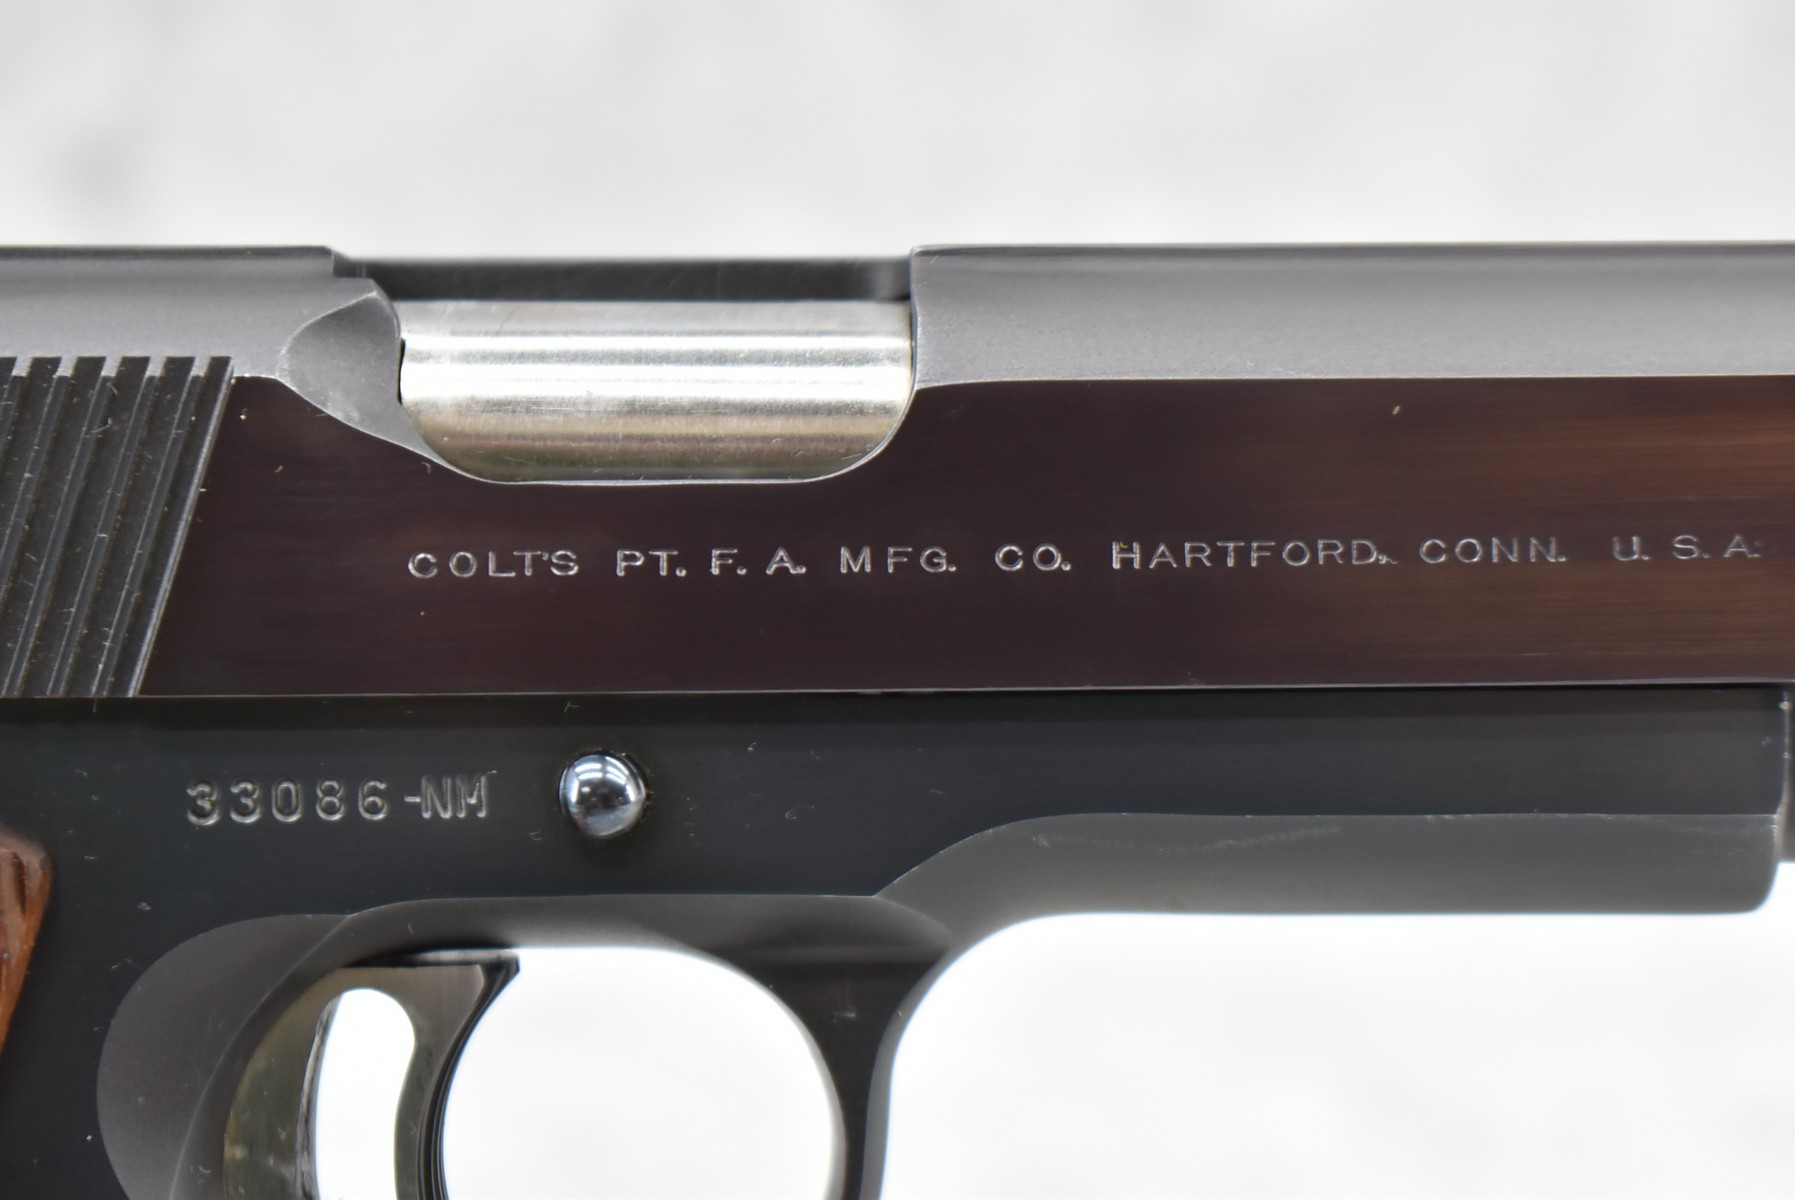 COLT'S PT. F. A. MFG. CO. HARTFORD, CONN. U. S. A.
33086-NM